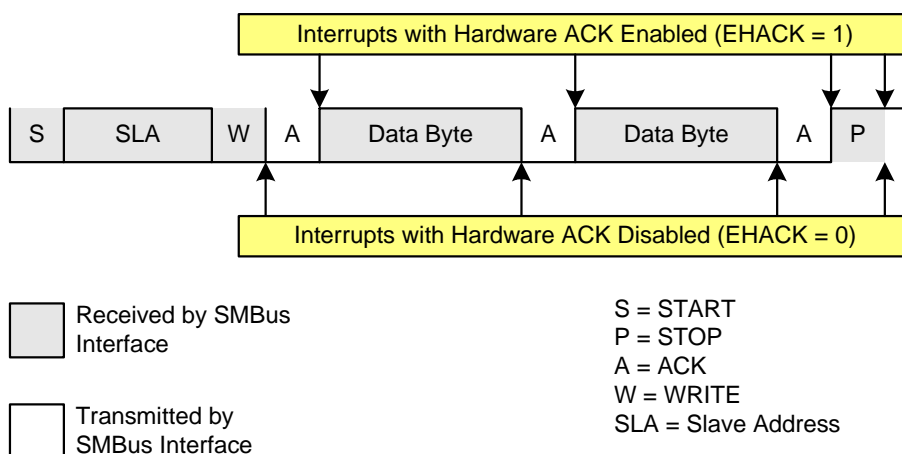 Interrupts with Hardware ACK Enabled (EHACK = 1)
S SLA W A Data Byte A Data Byte A P
Interrupts with Hardware ACK Disabled (EHACK = 0)
Received by SMBus
Interface
Transmitted by
SMBus Interface
S = START
P = STOP
A = ACK
W = WRITE
SLA = Slave Address